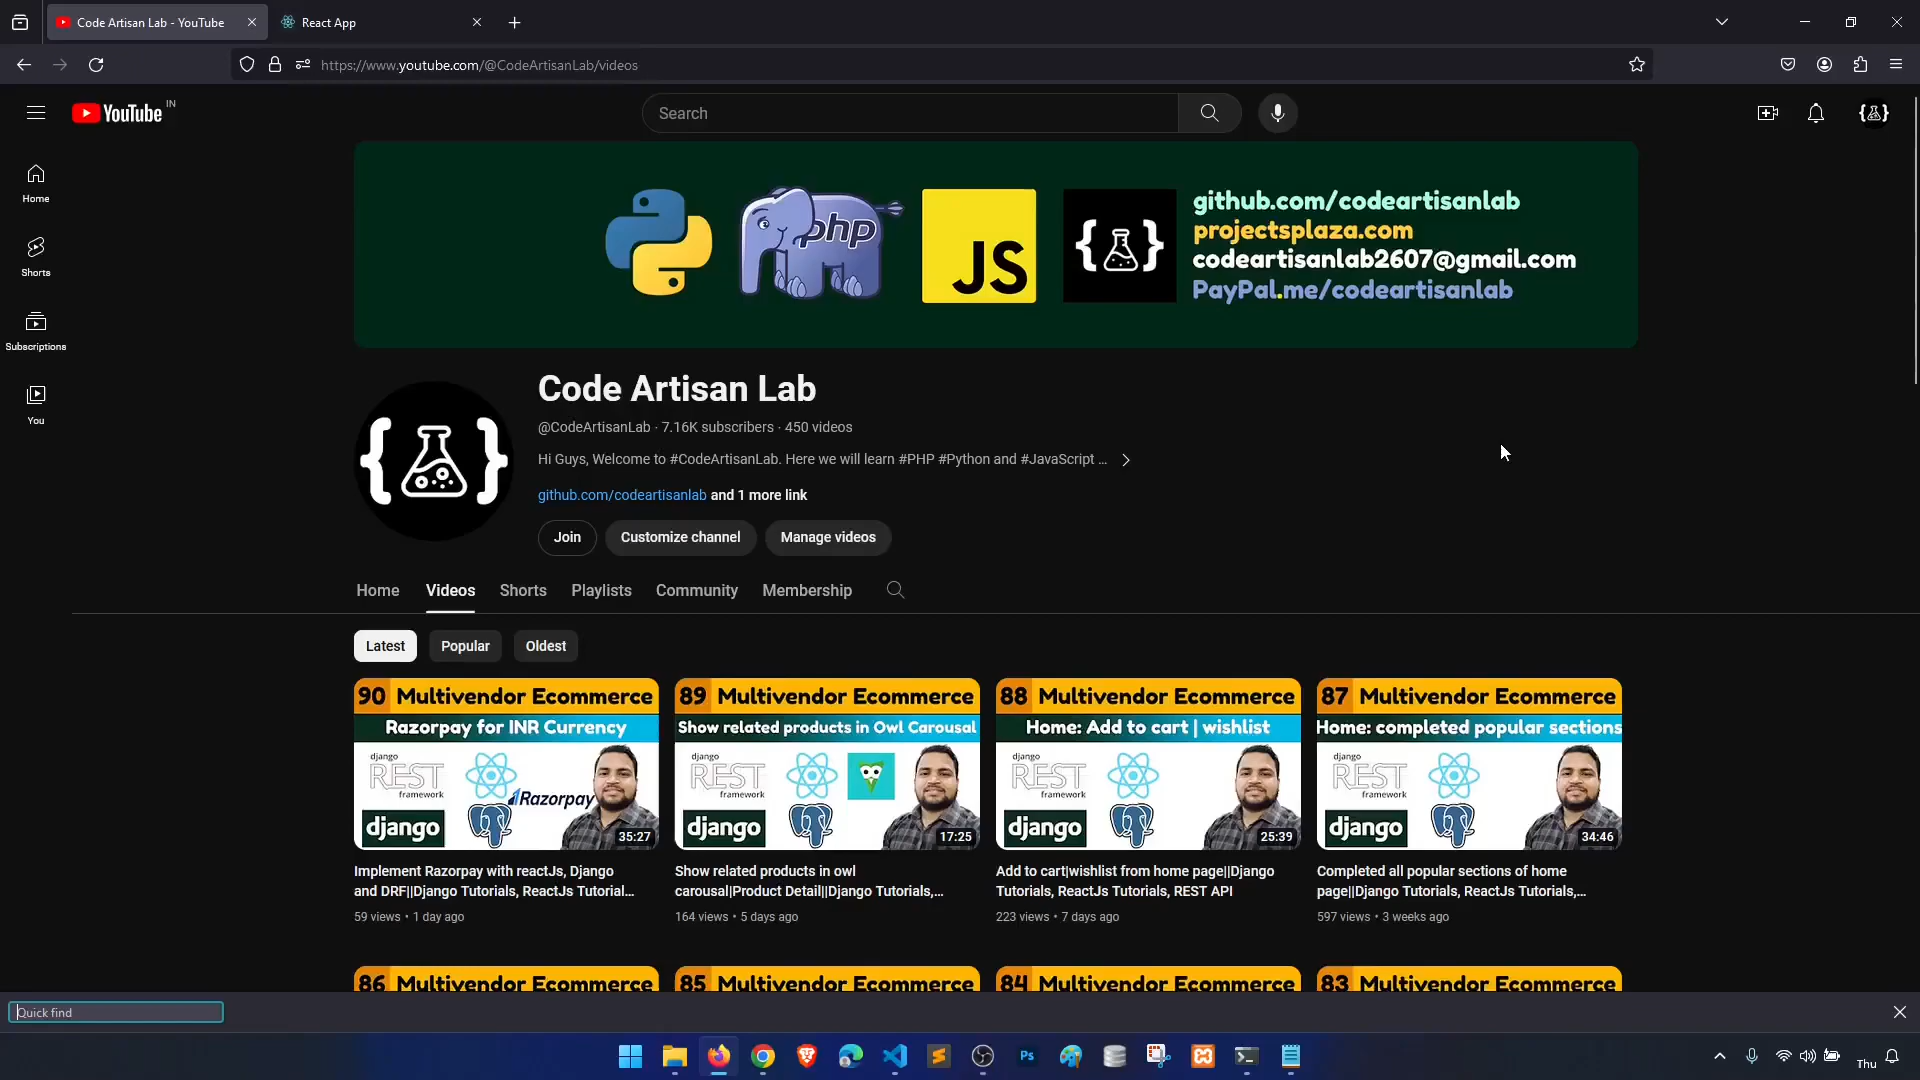 Code Artisan Lab - YouTube
React App
https://www.youtube.com/@CodeArtisanLab/videos
YouTube IN
Search
Home
Shorts
Subscriptions
You
php
JS
github.com/codeartisanlab
projectsplaza.com
codeartisanlab2607@gmail.com
PayPal.me/codeartisanlab
Code Artisan Lab
@CodeArtisanLab · 7.16K subscribers · 450 videos
Hi Guys, Welcome to #CodeArtisanLab. Here we will learn #PHP #Python and #JavaScript ...
github.com/codeartisanlab and 1 more link
Join
Customize channel
Manage videos
Home
Videos
Shorts
Playlists
Community
Membership
Latest
Popular
Oldest
90 Multivendor Ecommerce
Razorpay for INR Currency
django
REST
framework
Razorpay
django
35:27
Implement Razorpay with reactJs, Django
and DRF||Django Tutorials, ReactJs Tutorial...
59 views • 1 day ago
89 Multivendor Ecommerce
Show related products in Owl Carousal
django
REST
framework
django
17:25
Show related products in owl
carousal|Product Detail||Django Tutorials,...
164 views • 5 days ago
88 Multivendor Ecommerce
Home: Add to cart | wishlist
django
REST
framework
django
25:39
Add to cart|wishlist from home page||Django
Tutorials, ReactJs Tutorials, REST API
223 views • 7 days ago
87 Multivendor Ecommerce
Home: completed popular sections
django
REST
framework
django
34:46
Completed all popular sections of home
page||Django Tutorials, ReactJs Tutorials,...
597 views • 3 weeks ago
86 Multivendor Ecommerce
85 Multivendor Ecommerce
84 Multivendor Ecommerce
83 Multivendor Ecommerce
Quick find
Ps
Thu